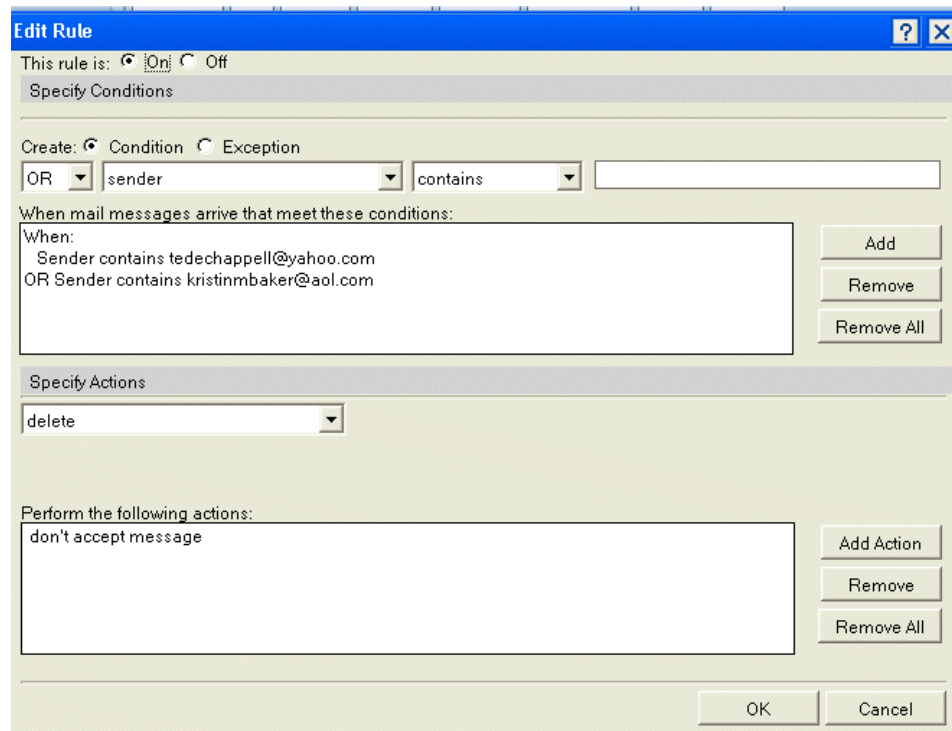 Edit Rule
This rule is: On Off
Specify Conditions
Create: Condition Exception
OR sender contains
When mail messages arrive that meet these conditions:
When:
Sender contains tedechappell@yahoo.com
OR Sender contains kristinmbaker@aol.com
Add
Remove
Remove All
Specify Actions
delete
Perform the following actions:
don't accept message
Add Action
Remove
Remove All
OK Cancel